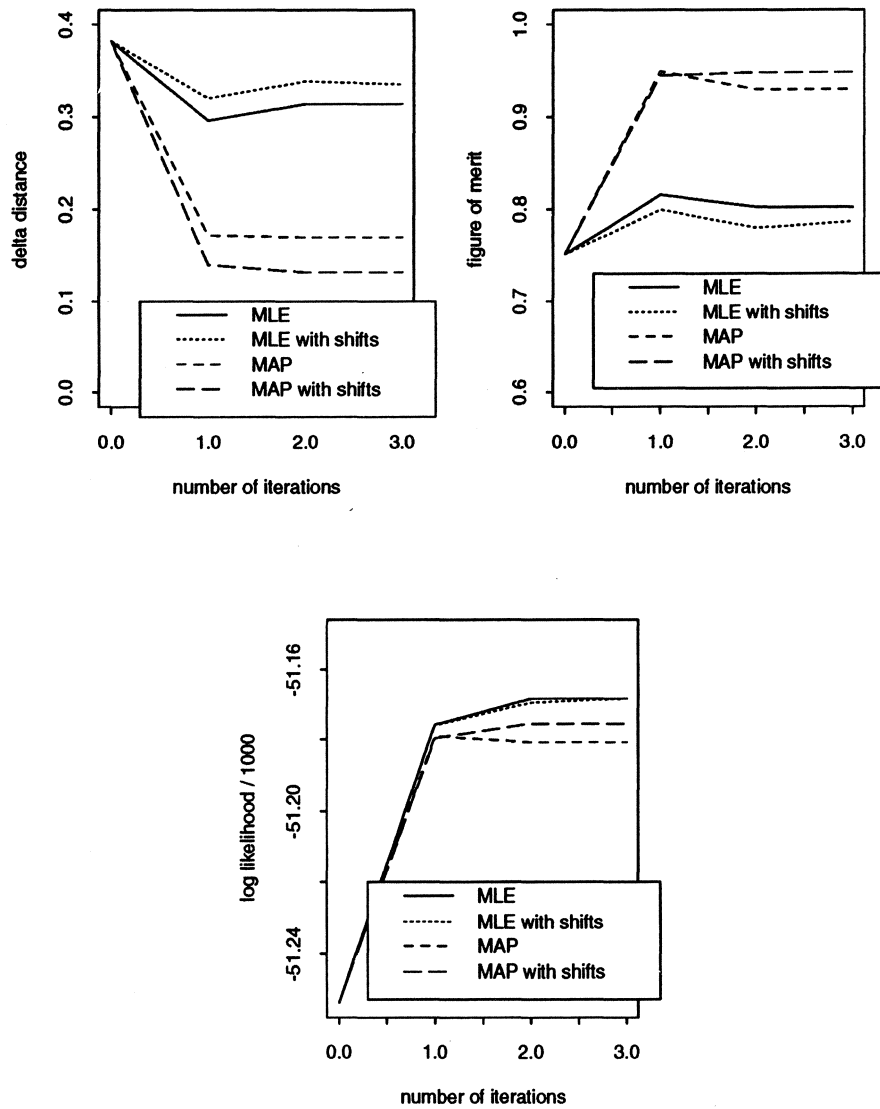 0.4
0.3
0.2
0.1
0.0
delta distance
MLE
MLE with shifts
MAP
MAP with shifts
0.0 1.0 2.0 3.0
number of iterations
1.0
0.9
0.8
0.7
0.6
figure of merit
MLE
MLE with shifts
MAP
MAP with shifts
0.0 1.0 2.0 3.0
number of iterations
-51.16
-51.20
-51.24
log likelihood / 1000
MLE
MLE with shifts
MAP
MAP with shifts
0.0 1.0 2.0 3.0
number of iterations